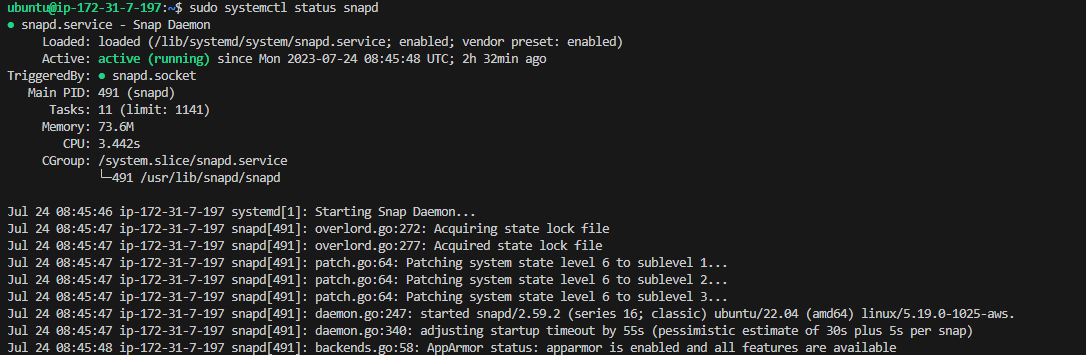 ubuntu@ip-172-31-7-197:~$ sudo systemctl status snapd
● snapd.service - Snap Daemon
     Loaded: loaded (/lib/systemd/system/snapd.service; enabled; vendor preset: enabled)
     Active: active (running) since Mon 2023-07-24 08:45:48 UTC; 2h 32min ago
TriggeredBy: ● snapd.socket
   Main PID: 491 (snapd)
      Tasks: 11 (limit: 1141)
     Memory: 73.6M
        CPU: 3.442s
     CGroup: /system.slice/snapd.service
             └─491 /usr/lib/snapd/snapd

Jul 24 08:45:46 ip-172-31-7-197 systemd[1]: Starting Snap Daemon...
Jul 24 08:45:47 ip-172-31-7-197 snapd[491]: overlord.go:272: Acquiring state lock file
Jul 24 08:45:47 ip-172-31-7-197 snapd[491]: overlord.go:277: Acquired state lock file
Jul 24 08:45:47 ip-172-31-7-197 snapd[491]: patch.go:64: Patching system state level 6 to sublevel 1...
Jul 24 08:45:47 ip-172-31-7-197 snapd[491]: patch.go:64: Patching system state level 6 to sublevel 2...
Jul 24 08:45:47 ip-172-31-7-197 snapd[491]: patch.go:64: Patching system state level 6 to sublevel 3...
Jul 24 08:45:47 ip-172-31-7-197 snapd[491]: daemon.go:247: started snapd/2.59.2 (series 16; classic) ubuntu/22.04 (amd64) linux/5.19.0-1025-aws.
Jul 24 08:45:47 ip-172-31-7-197 snapd[491]: daemon.go:340: adjusting startup timeout by 55s (pessimistic estimate of 30s plus 5s per snap)
Jul 24 08:45:48 ip-172-31-7-197 snapd[491]: backends.go:58: AppArmor status: apparmor is enabled and all features are available